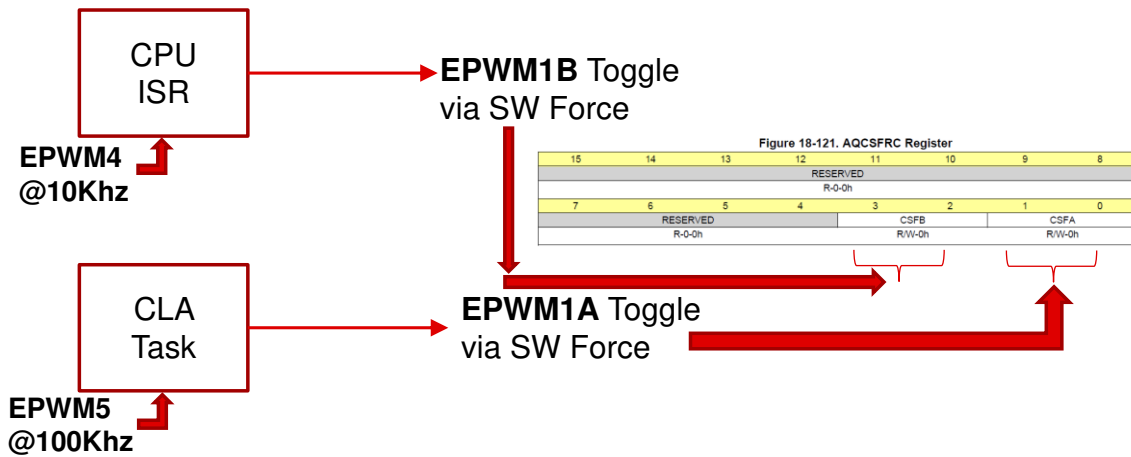 CPU
ISR
EPWM4
@10Khz
EPWM1B Toggle
via SW Force
Figure 18-121. AQCSFRC Register
15 14 13 12 11 10 9 8
RESERVED
R-0-0h
7 6 5 4 3 2 1 0
RESERVED CSFB CSFA
R-0-0h R/W-0h R/W-0h
CLA
Task
EPWM5
@100Khz
EPWM1A Toggle
via SW Force